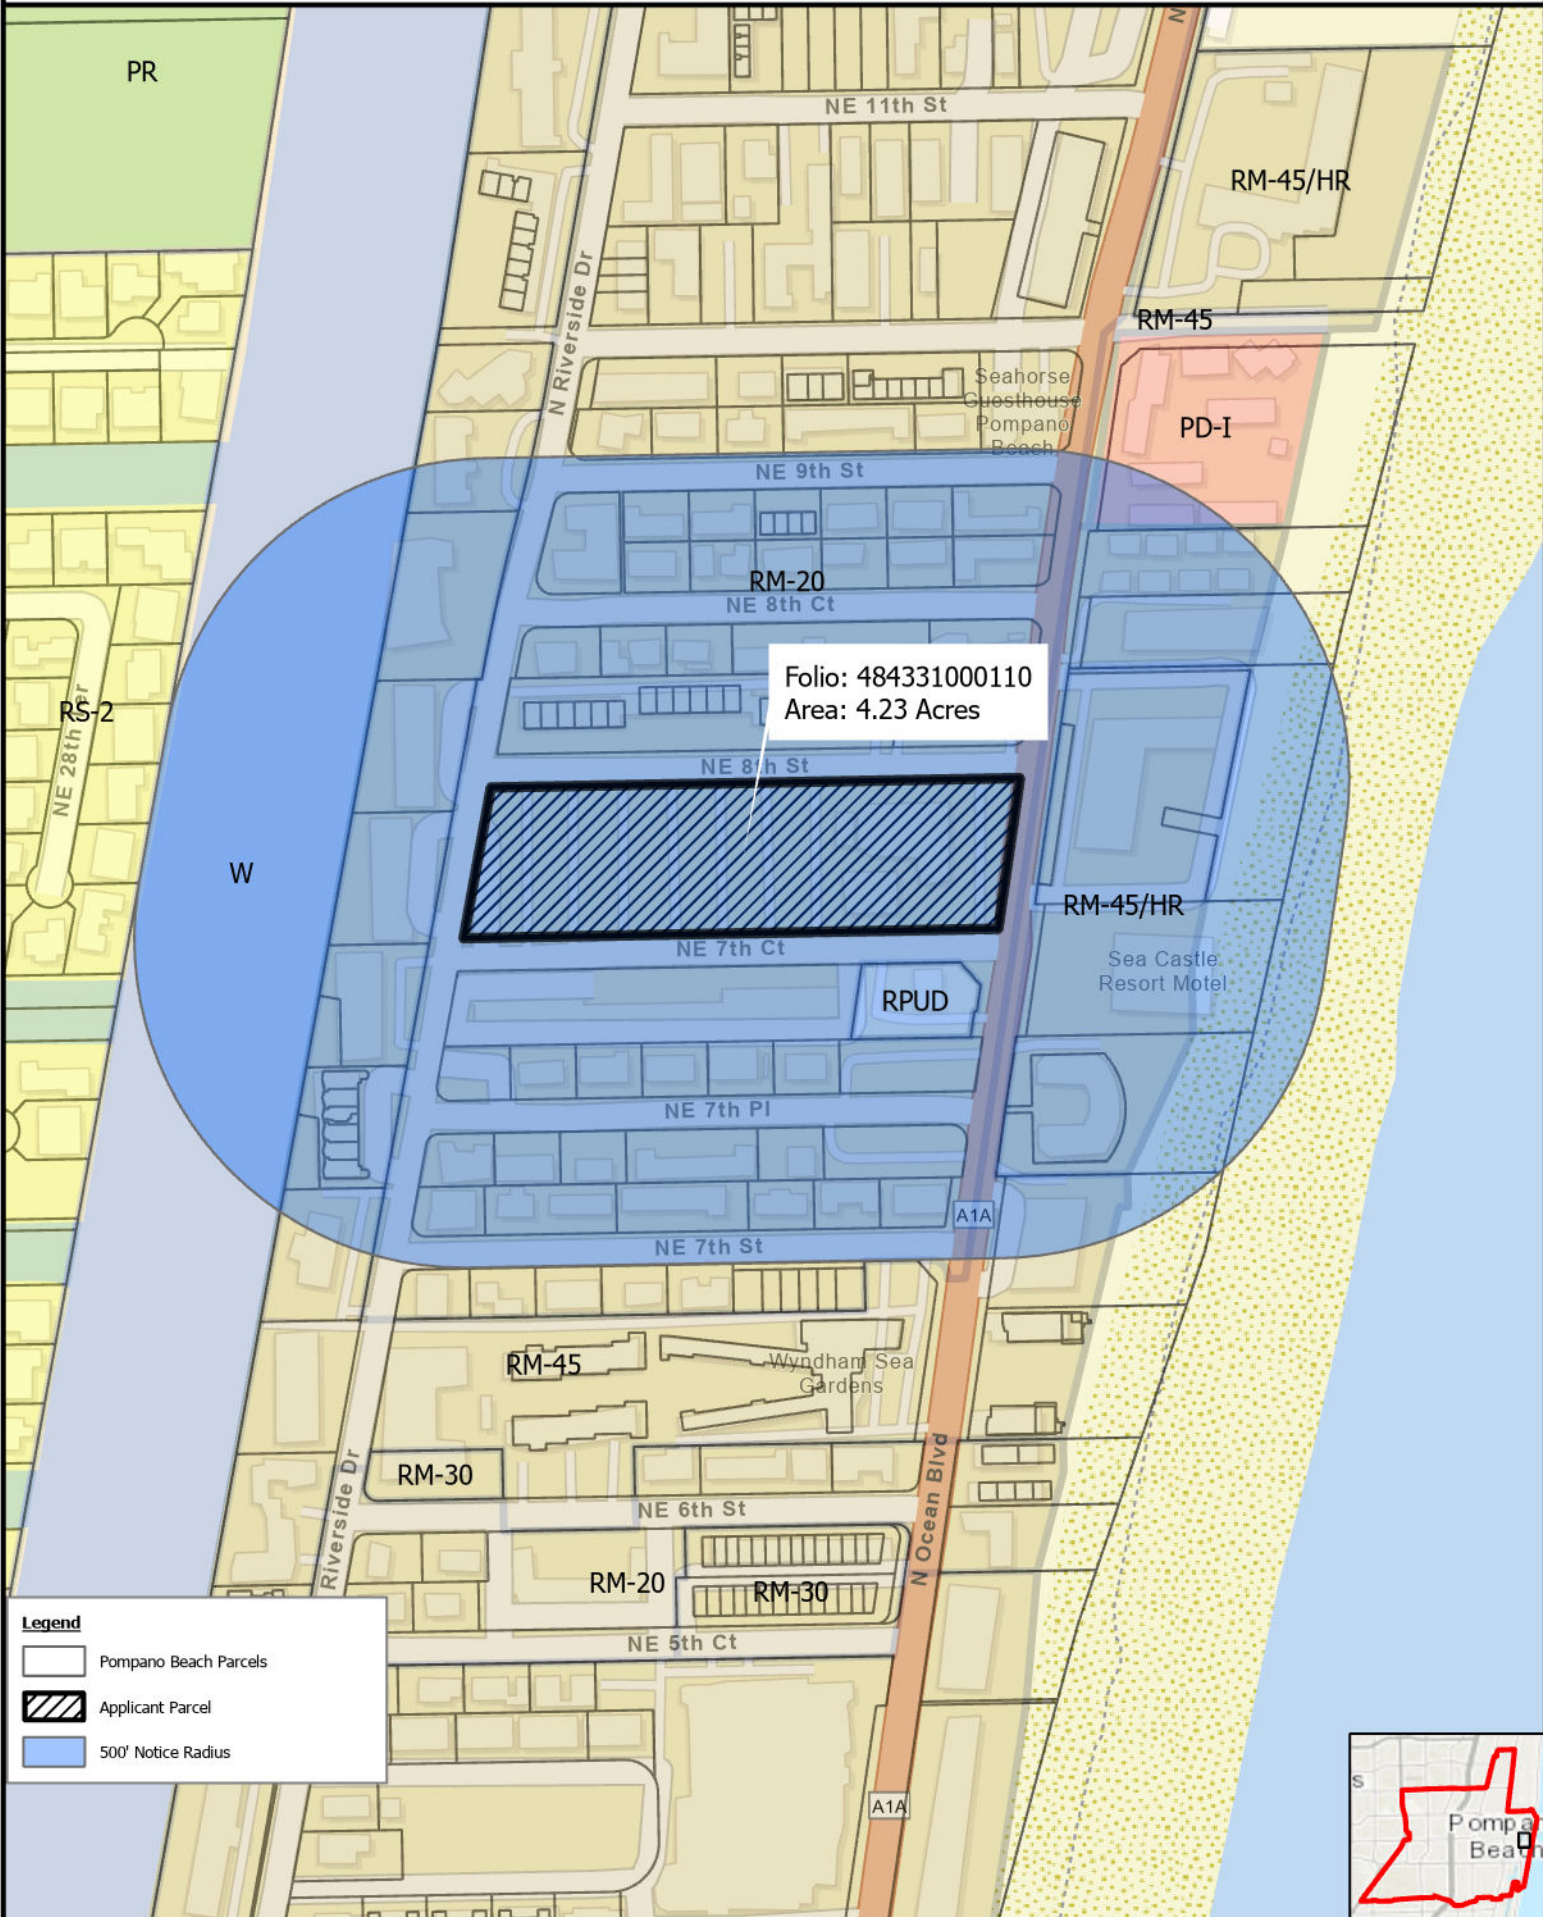 N
PR
NE 11th St
RM-45/HR
N Riverside Dr
RM-45
Seahorse
Guesthouse
Pompano
Beach
PD-I
NE 9th St
RM-20
NE 8th Ct
Folio: 484331000110
Area: 4.23 Acres
RS-2
NE 28th Ter
NE 8th St
W
RM-45/HR
NE 7th Ct
Sea Castle
Resort Motel
RPUD
NE 7th Pl
A1A
NE 7th St
RM-45
Wyndham Sea
Gardens
RM-30
N Ocean Blvd
NE 6th St
Riverside Dr
RM-20
RM-30
NE 5th Ct
Legend
Pompano Beach Parcels
Applicant Parcel
500' Notice Radius
A1A
s
Pompa
Beach